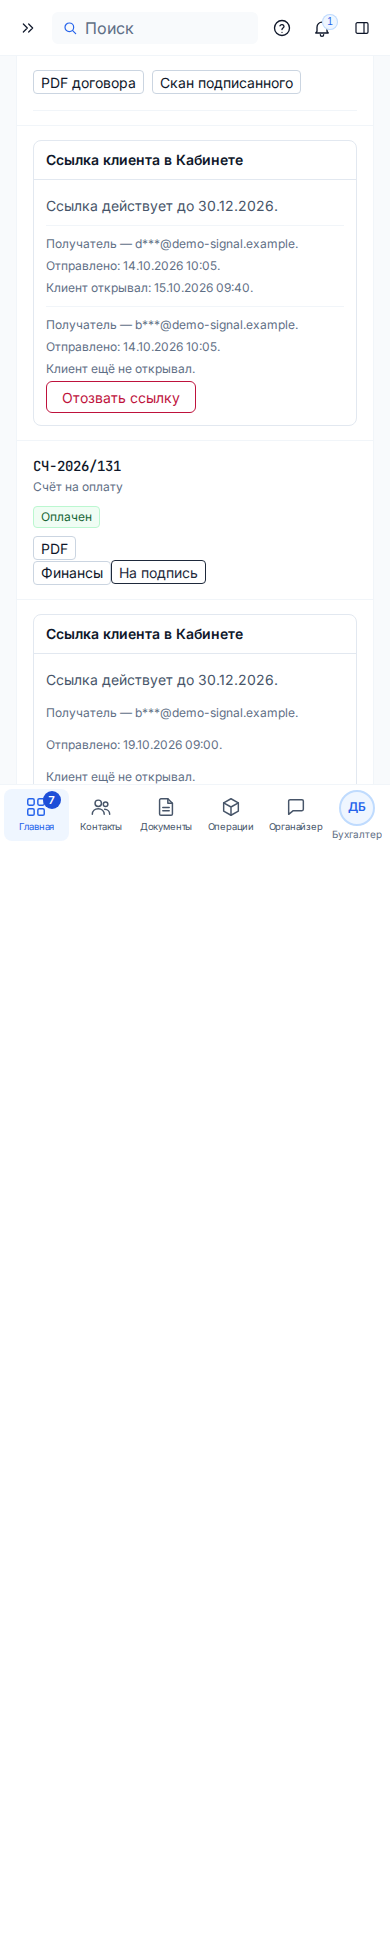 Поиск
1
PDF договора
Скан подписанного
Ссылка клиента в Кабинете
Ссылка действует до 30.12.2026.
Получатель — d***@demo-signal.example.
Отправлено: 14.10.2026 10:05.
Клиент открывал: 15.10.2026 09:40.
Получатель — b***@demo-signal.example.
Отправлено: 14.10.2026 10:05.
Клиент ещё не открывал.
Отозвать ссылку
СЧ-2026/131
Счёт на оплату
Оплачен
PDF
Финансы
На подпись
Ссылка клиента в Кабинете
Ссылка действует до 30.12.2026.
Получатель — b***@demo-signal.example.
Отправлено: 19.10.2026 09:00.
Клиент ещё не открывал.
7
Главная
Контакты
Документы
Операции
Органайзер
ДБ
Бухгалтер